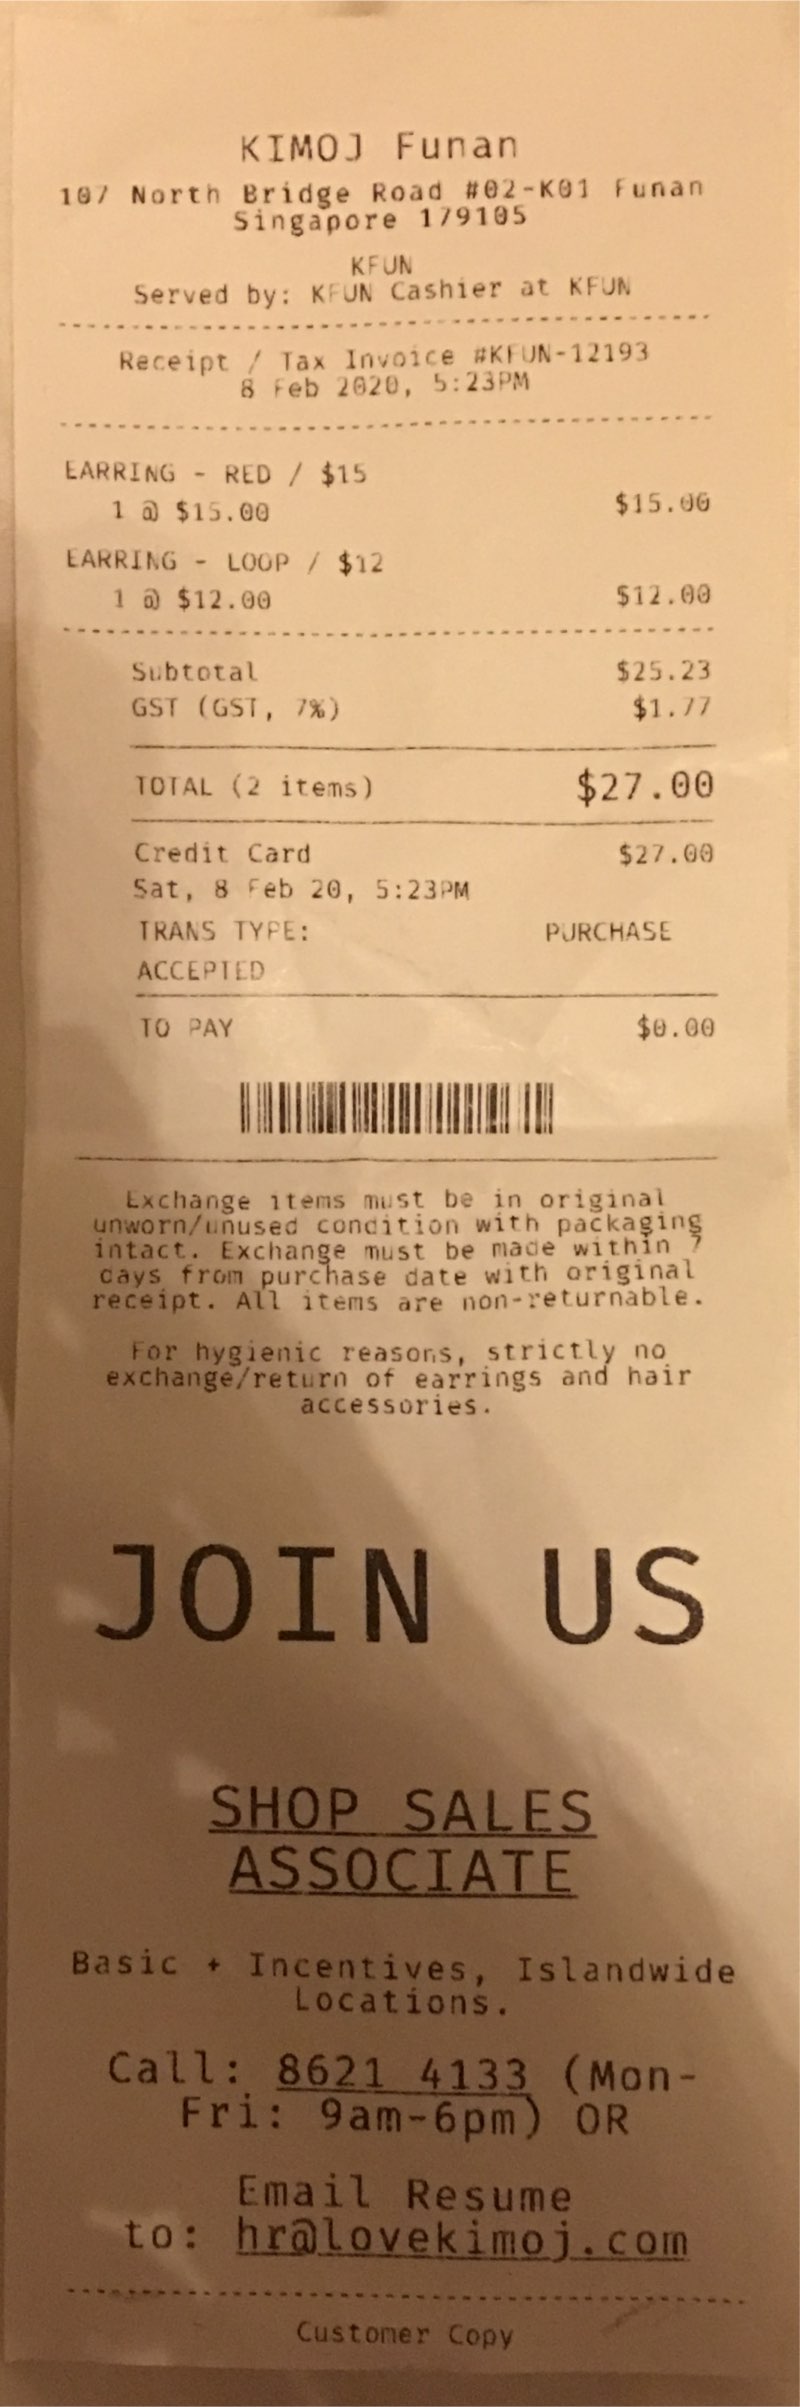 KIMOJ Funan
107 North Bridge Road #02-K01 Funan
Singapore 179105
KFUN
Served by: KFUN Cashier at KFUN
Receipt / Tax Invoice #KFUN-12193
8 Feb 2020, 5:23PM
EARRING - RED / $15
1 @ $15.00 $15.00
EARRING - LOOP / $12
1 @ $12.00 $12.00
Subtotal $25.23
GST (GST, 7%) $1.77
TOTAL (2 items) $27.00
Credit Card $27.00
Sat, 8 Feb 20, 5:23PM
TRANS TYPE: PURCHASE
ACCEPTED
TO PAY $0.00
Exchange items must be in original
unworn/unused condition with packaging
intact. Exchange must be made within 7
days from purchase date with original
receipt. All items are non-returnable.
For hygienic reasons, strictly no
exchange/return of earrings and hair
accessories.
JOIN US
SHOP SALES
ASSOCIATE
Basic + Incentives, Islandwide
Locations.
Call: 8621 4133 (Mon-
Fri: 9am-6pm) OR
Email Resume
to: hr@lovekimoj.com
Customer Copy